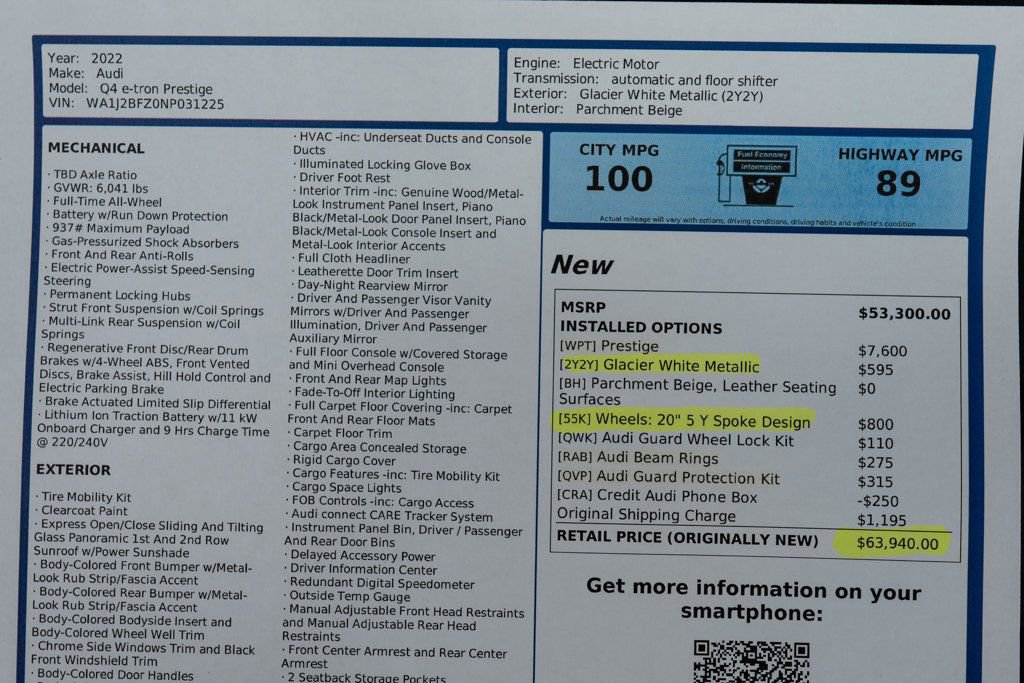 Year: 2022
Make: Audi
Model: Q4 e-tron Prestige
VIN: WA1J2BFZ0NP031225
Engine: Electric Motor
Transmission: automatic and floor shifter
Exterior: Glacier White Metallic (2Y2Y)
Interior: Parchment Beige
MECHANICAL
· TBD Axle Ratio
· GVWR: 6,041 lbs
· Full-Time All-Wheel
· Battery w/Run Down Protection
· 937# Maximum Payload
· Gas-Pressurized Shock Absorbers
· Front And Rear Anti-Rolls
· Electric Power-Assist Speed-Sensing
Steering
· Permanent Locking Hubs
· Strut Front Suspension w/Coil Springs
· Multi-Link Rear Suspension w/Coil
Springs
· Regenerative Front Disc/Rear Drum
Brakes w/4-Wheel ABS, Front Vented
Discs, Brake Assist, Hill Hold Control and
Electric Parking Brake
· Brake Actuated Limited Slip Differential
· Lithium Ion Traction Battery w/11 kW
Onboard Charger and 9 Hrs Charge Time
@ 220/240V
EXTERIOR
· Tire Mobility Kit
· Clearcoat Paint
· Express Open/Close Sliding And Tilting
Glass Panoramic 1st And 2nd Row
Sunroof w/Power Sunshade
· Body-Colored Front Bumper w/Metal-
Look Rub Strip/Fascia Accent
· Body-Colored Rear Bumper w/Metal-
Look Rub Strip/Fascia Accent
· Body-Colored Bodyside Insert and
Body-Colored Wheel Well Trim
· Chrome Side Windows Trim and Black
Front Windshield Trim
· Body-Colored Door Handles
· HVAC -inc: Underseat Ducts and Console
Ducts
· Illuminated Locking Glove Box
· Driver Foot Rest
· Interior Trim -inc: Genuine Wood/Metal-
Look Instrument Panel Insert, Piano
Black/Metal-Look Door Panel Insert, Piano
Black/Metal-Look Console Insert and
Metal-Look Interior Accents
· Full Cloth Headliner
· Leatherette Door Trim Insert
· Day-Night Rearview Mirror
· Driver And Passenger Visor Vanity
Mirrors w/Driver And Passenger
Illumination, Driver And Passenger
Auxiliary Mirror
· Full Floor Console w/Covered Storage
and Mini Overhead Console
· Front And Rear Map Lights
· Fade-To-Off Interior Lighting
· Full Carpet Floor Covering -inc: Carpet
Front And Rear Floor Mats
· Carpet Floor Trim
· Cargo Area Concealed Storage
· Rigid Cargo Cover
· Cargo Features -inc: Tire Mobility Kit
· Cargo Space Lights
· FOB Controls -inc: Cargo Access
· Audi connect CARE Tracker System
· Instrument Panel Bin, Driver / Passenger
And Rear Door Bins
· Delayed Accessory Power
· Driver Information Center
· Redundant Digital Speedometer
· Outside Temp Gauge
· Manual Adjustable Front Head Restraints
and Manual Adjustable Rear Head
Restraints
· Front Center Armrest and Rear Center
Armrest
· 2 Seatback Storage Pockets
CITY MPG
100
Fuel Economy
Information
HIGHWAY MPG
89
Actual mileage will vary with options, driving conditions, driving habits and vehicle's condition
New
MSRP $53,300.00
INSTALLED OPTIONS
[WPT] Prestige $7,600
[2Y2Y] Glacier White Metallic $595
[BH] Parchment Beige, Leather Seating $0
Surfaces
[55K] Wheels: 20" 5 Y Spoke Design $800
[QWK] Audi Guard Wheel Lock Kit $110
[RAB] Audi Beam Rings $275
[QVP] Audi Guard Protection Kit $315
[CRA] Credit Audi Phone Box -$250
Original Shipping Charge $1,195
RETAIL PRICE (ORIGINALLY NEW) $63,940.00
Get more information on your
smartphone: